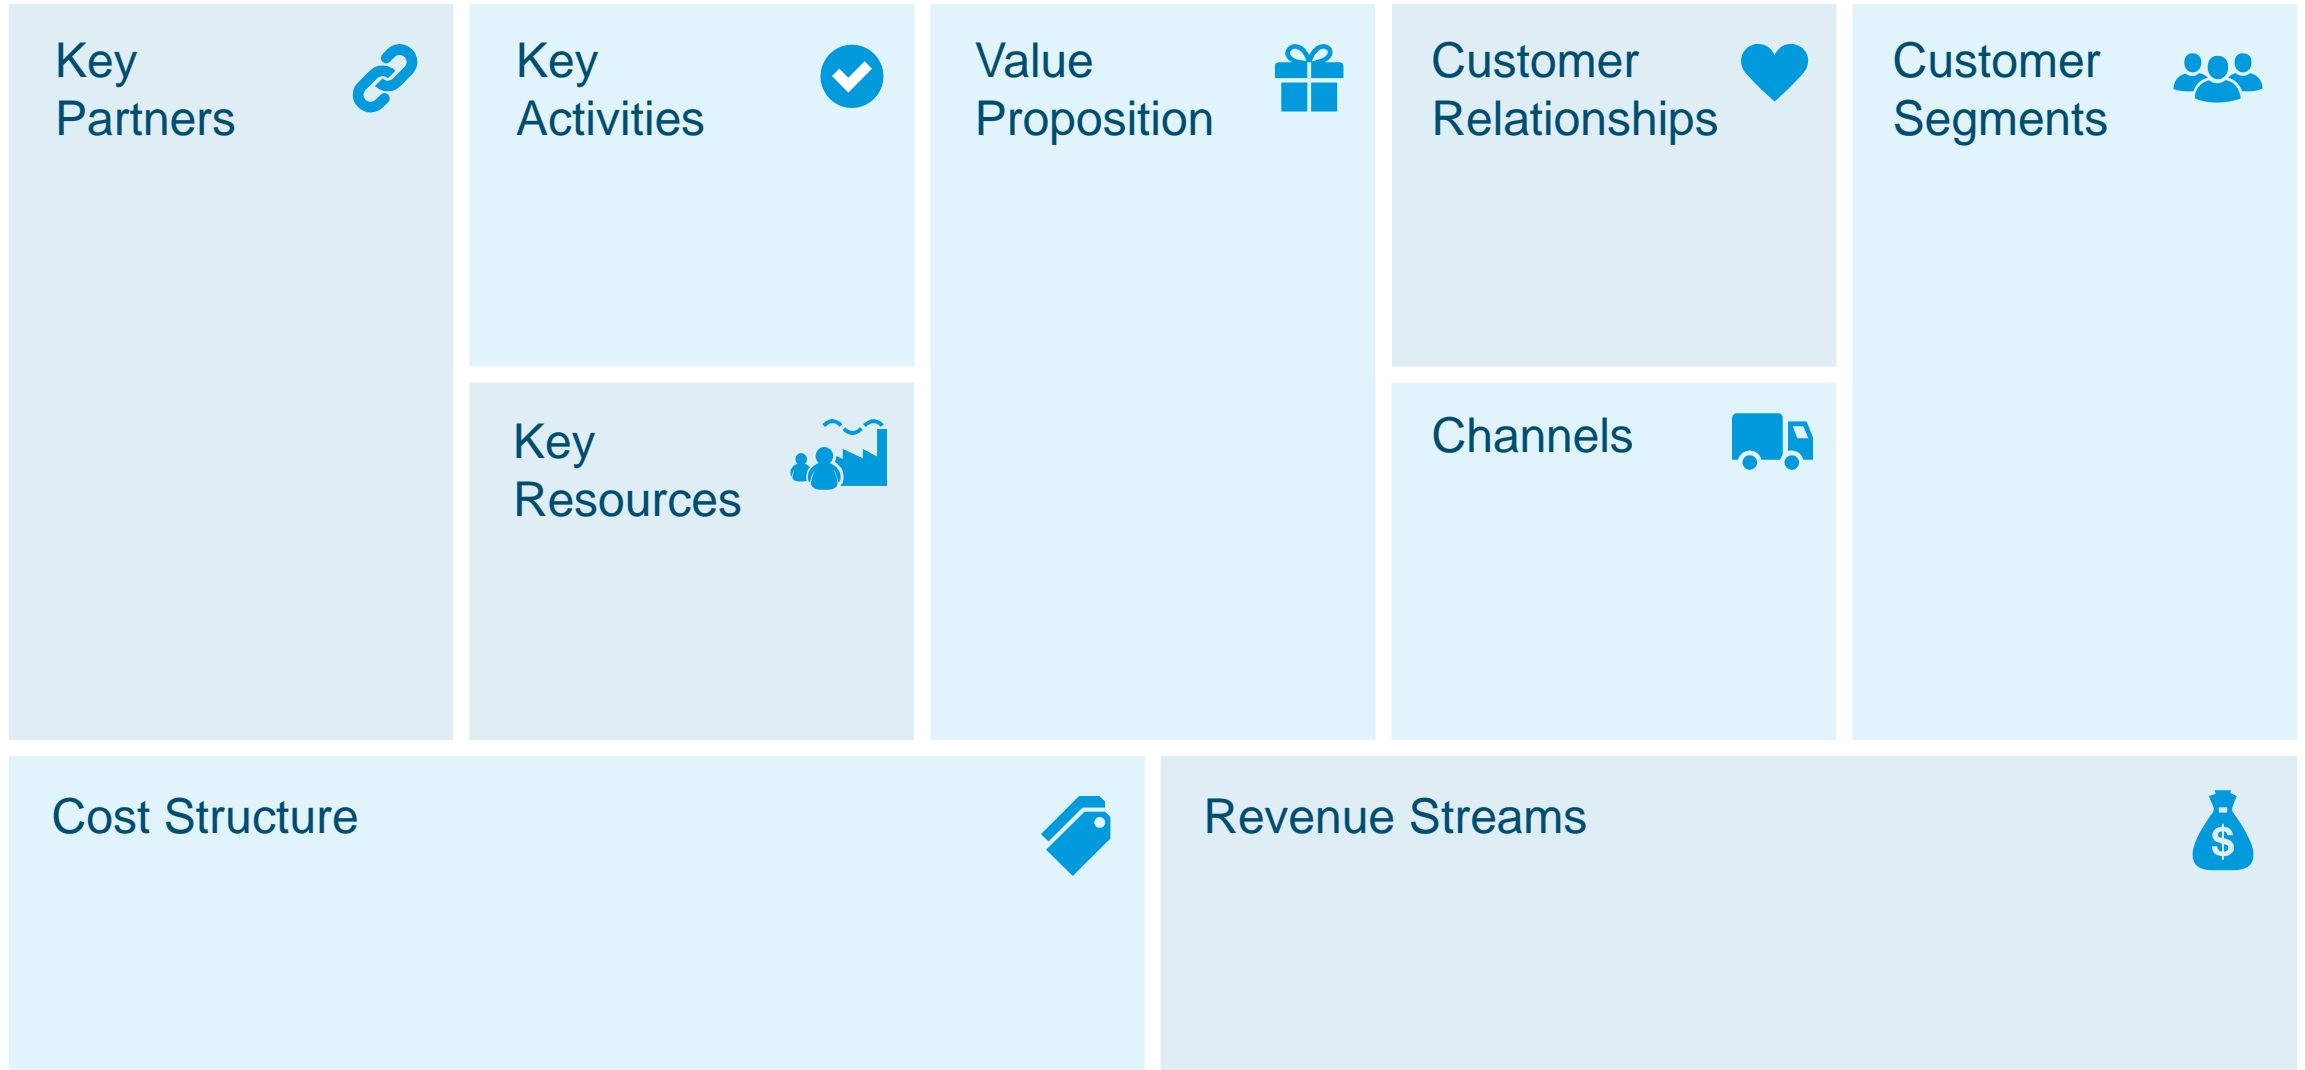 Key
Partners
Key
Activities
Value
Proposition
Customer
Relationships
Customer
Segments
Key
Resources
Channels
Cost Structure
Revenue Streams
$